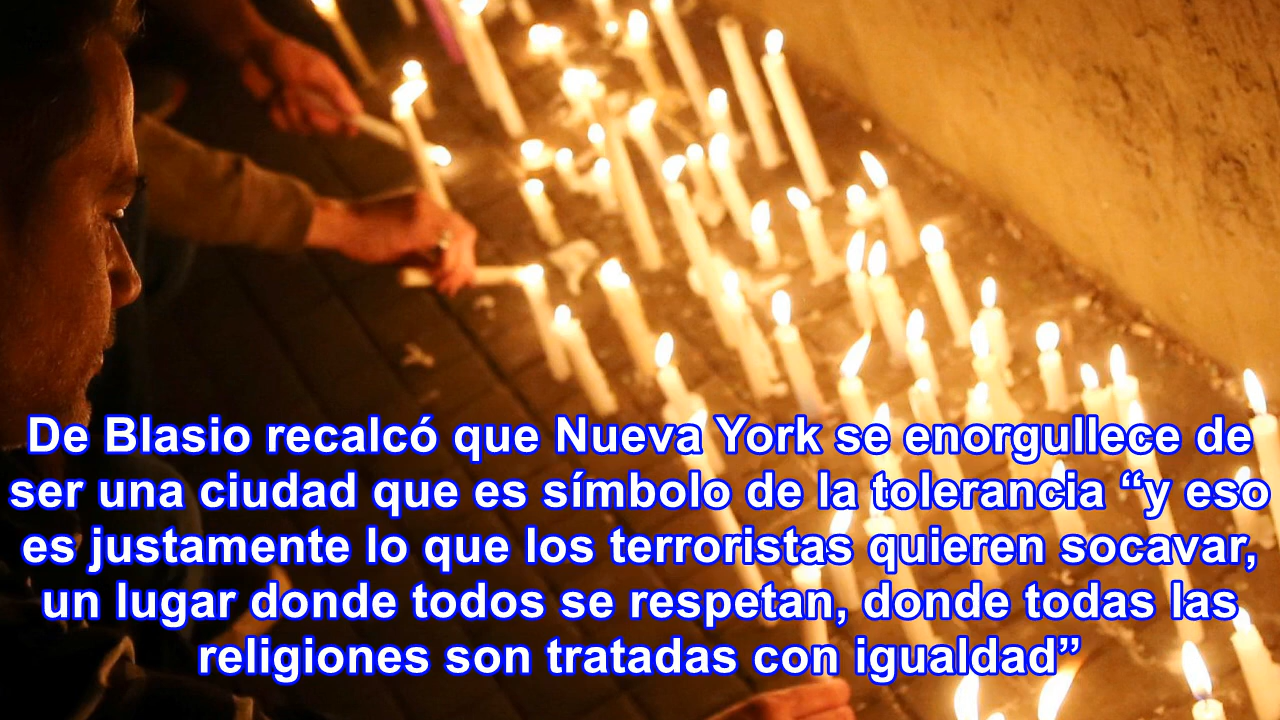 De Blasio recalcó que Nueva York se enorgullece de
ser una ciudad que es símbolo de la tolerancia “y eso
es justamente lo que los terroristas quieren socavar,
un lugar donde todos se respetan, donde todas las
religiones son tratadas con igualdad”